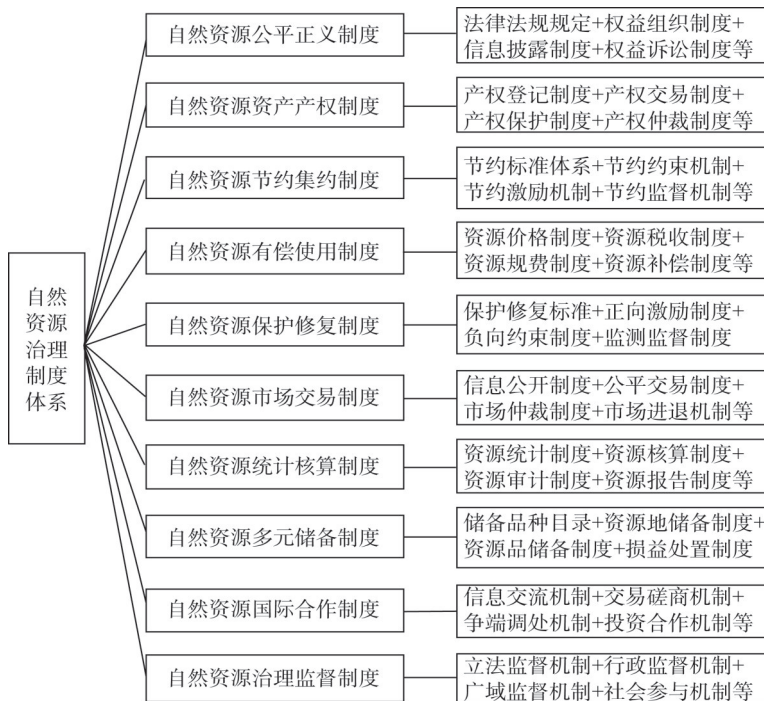 自然资源公平正义制度
法律法规规定+权益组织制度+
信息披露制度+权益诉讼制度等
自然资源资产产权制度
产权登记制度+产权交易制度+
产权保护制度+产权仲裁制度等
自然资源节约集约制度
节约标准体系+节约约束机制+
节约激励机制+节约监督机制等
自然资源有偿使用制度
资源价格制度+资源税收制度+
资源规费制度+资源补偿制度等
自然
资源
治理
制度
体系
自然资源保护修复制度
保护修复标准+正向激励制度+
负向约束制度+监测监督制度
自然资源市场交易制度
信息公开制度+公平交易制度+
市场仲裁制度+市场进退机制等
自然资源统计核算制度
资源统计制度+资源核算制度+
资源审计制度+资源报告制度等
自然资源多元储备制度
储备品种目录+资源地储备制度+
资源品储备制度+损益处置制度
自然资源国际合作制度
信息交流机制+交易磋商机制+
争端调处机制+投资合作机制等
自然资源治理监督制度
立法监督机制+行政监督机制+
广域监督机制+社会参与机制等